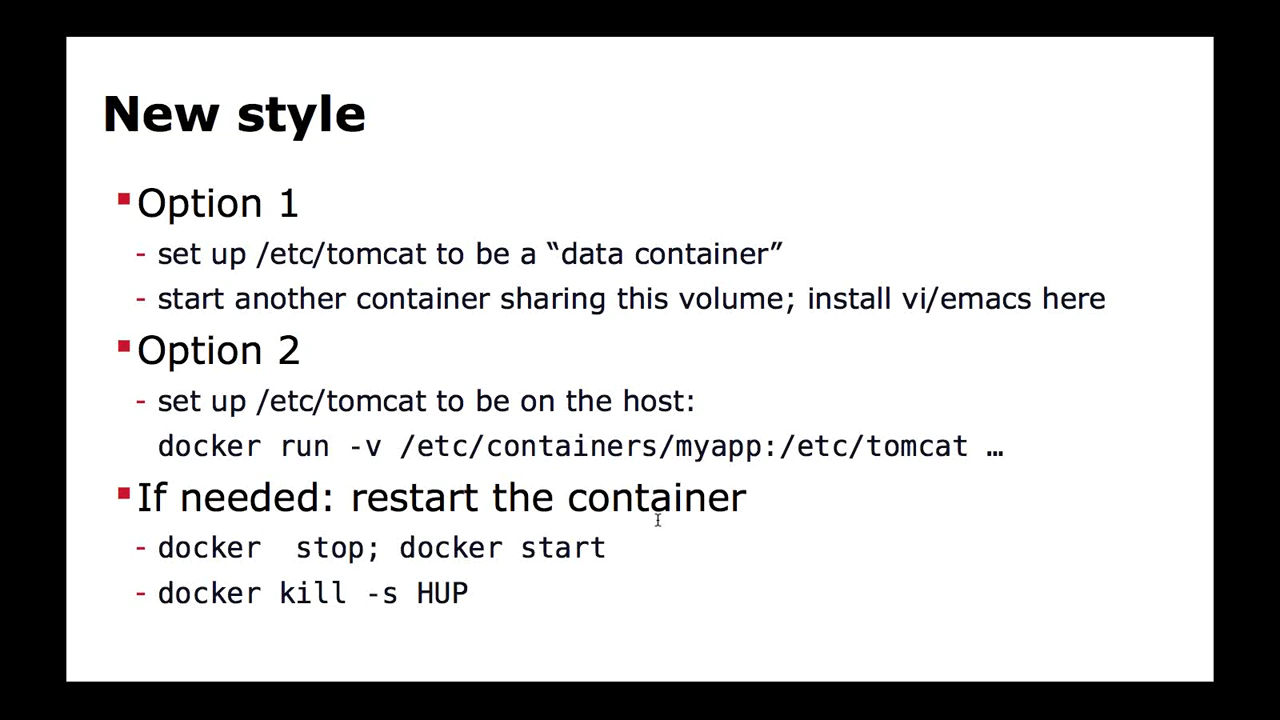 New style
Option 1
- set up /etc/tomcat to be a “data container”
- start another container sharing this volume; install vi/emacs here
Option 2
- set up /etc/tomcat to be on the host:
docker run -v /etc/containers/myapp:/etc/tomcat …
If needed: restart the container
- docker  stop; docker start
- docker kill -s HUP